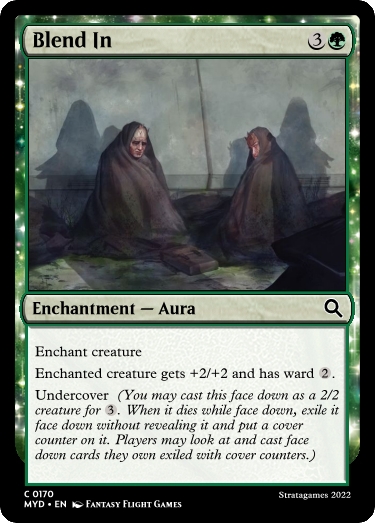 Blend In 3
Enchantment — Aura
Enchant creature
Enchanted creature gets +2/+2 and has ward 2.
Undercover (You may cast this face down as a 2/2
creature for 3. When it dies while face down, exile it
face down without revealing it and put a cover
counter on it. Players may look at and cast face
down cards they own exiled with cover counters.)
C 0170
MYD • EN Fantasy Flight Games
Stratagames 2022